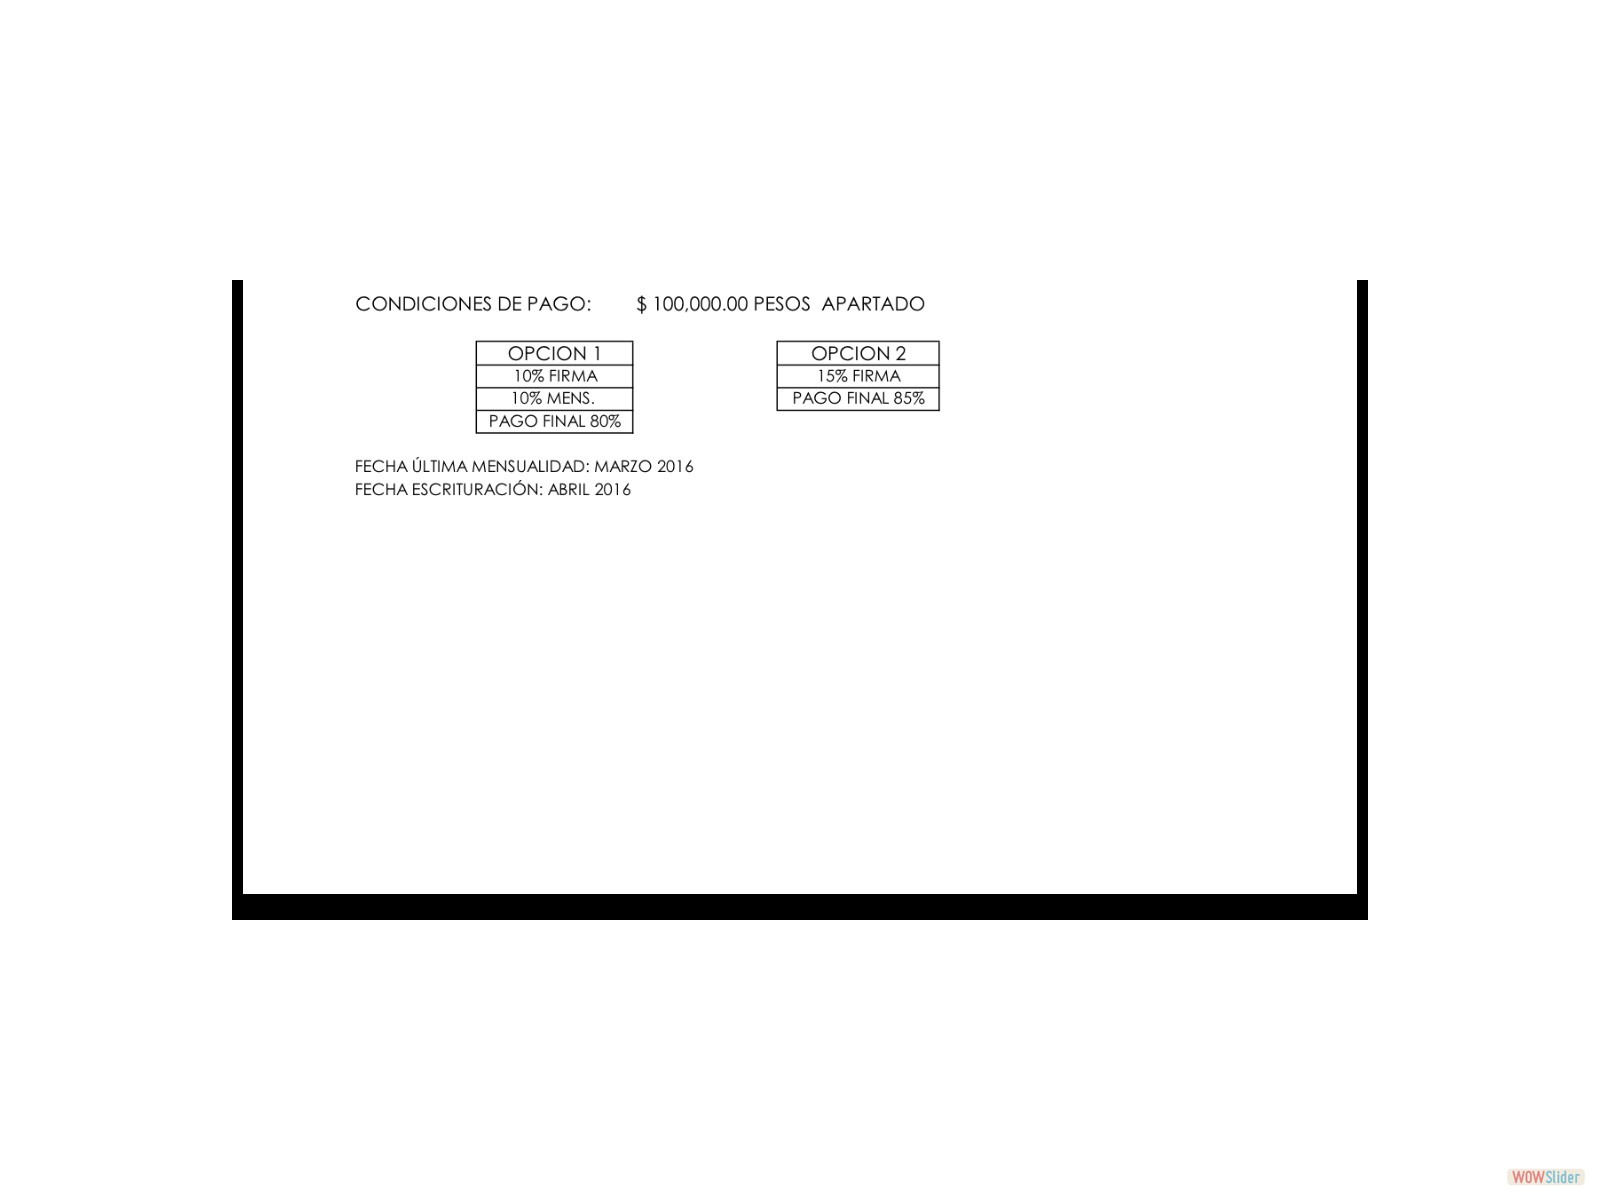 CONDICIONES DE PAGO: $ 100,000.00 PESOS APARTADO
OPCION 1
10% FIRMA
10% MENS.
PAGO FINAL 80%
OPCION 2
15% FIRMA
PAGO FINAL 85%
FECHA ÚLTIMA MENSUALIDAD: MARZO 2016
FECHA ESCRITURACIÓN: ABRIL 2016
WOWSlider